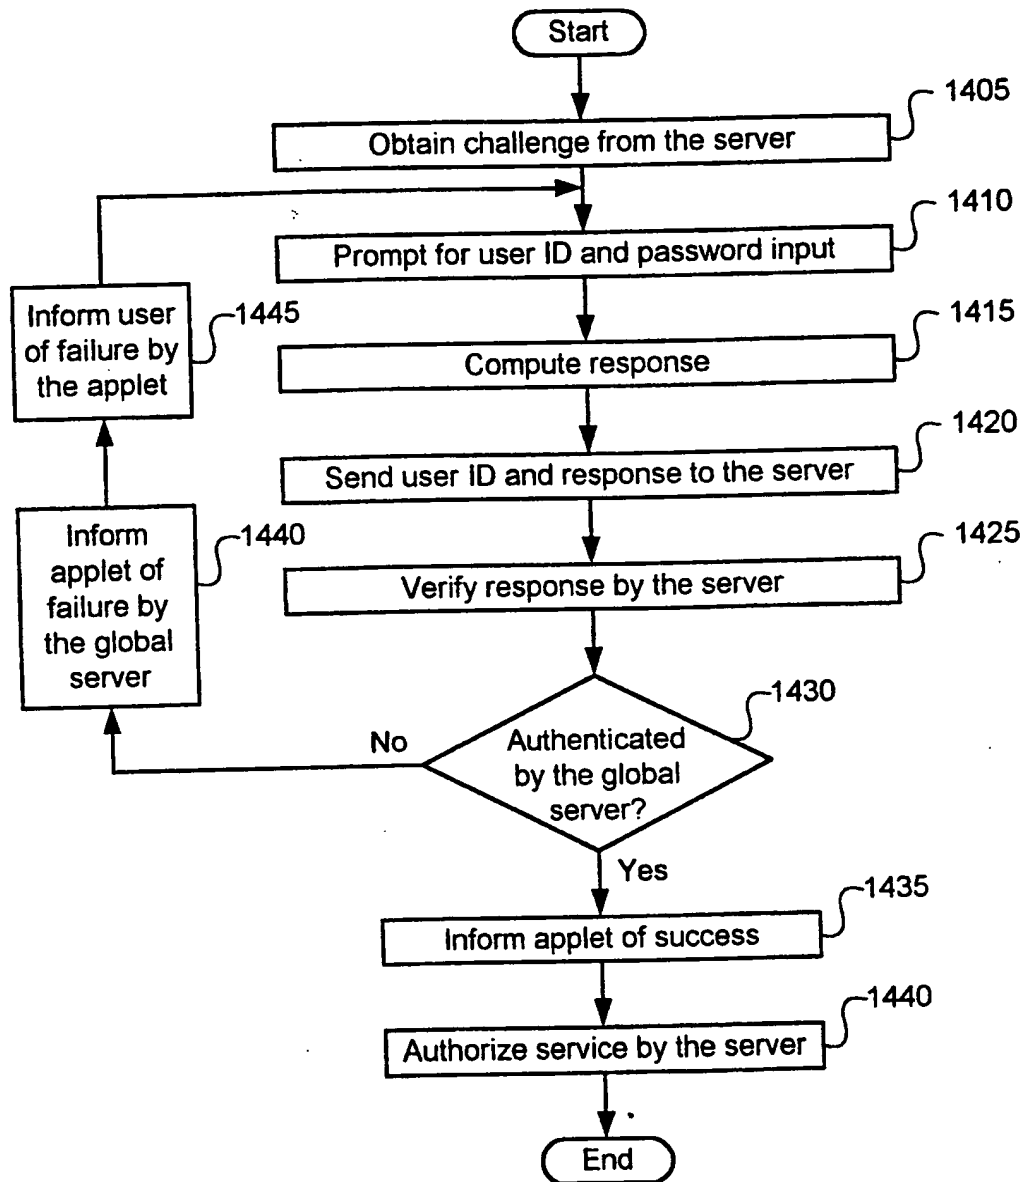 Start
1405
Obtain challenge from the server
1410
Prompt for user ID and password input
Inform user
of failure by
the applet
1445
1415
Compute response
1420
Send user ID and response to the server
Inform
applet of
failure by
the global
server
1440
1425
Verify response by the server
1430
No
Authenticated
by the global
server?
Yes
1435
Inform applet of success
1440
Authorize service by the server
End